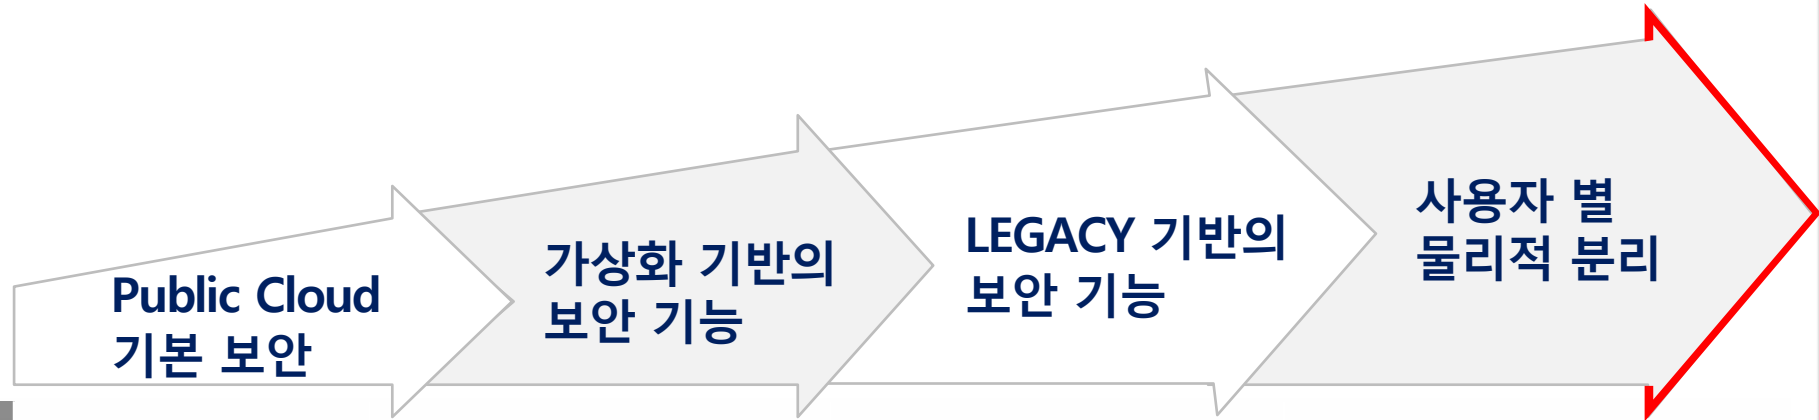 Public Cloud
기본 보안
가상화 기반의
보안 기능
LEGACY 기반의
보안 기능
사용자 별
물리적 분리